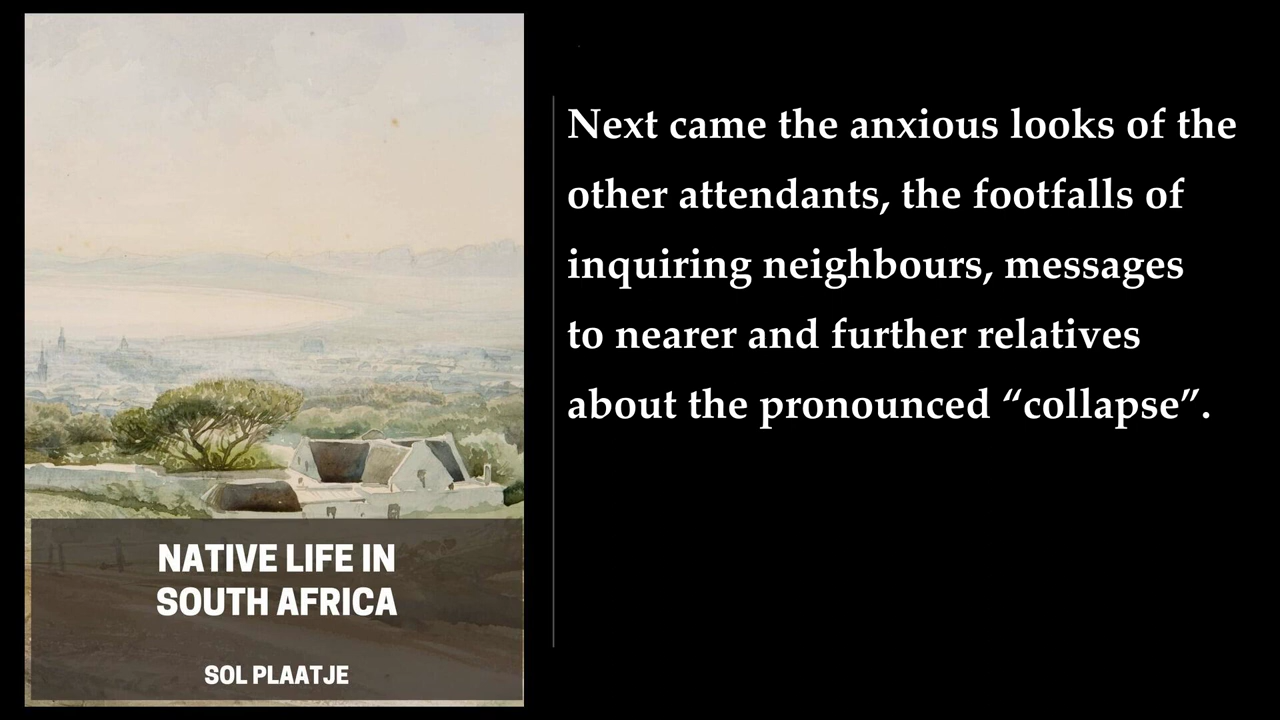 NATIVE LIFE IN
SOUTH AFRICA
SOL PLAATJE
Next came the anxious looks of the
other attendants, the footfalls of
inquiring neighbours, messages
to nearer and further relatives
about the pronounced “collapse”.